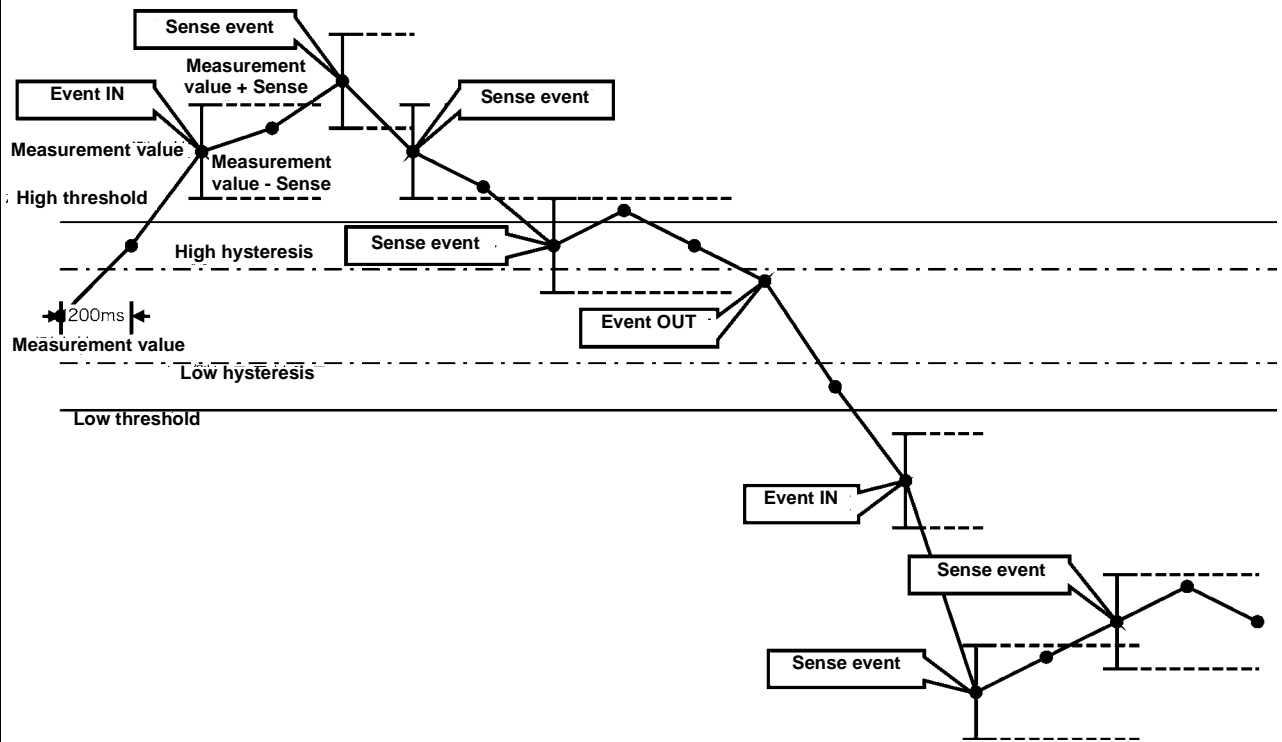 Sense event
Measurement
value + Sense
Event IN
Sense event
Measurement value
Measurement
value - Sense
High threshold
Sense event
High hysteresis
200ms
Event OUT
Measurement value
Low hysteresis
Low threshold
Event IN
Sense event
Sense event